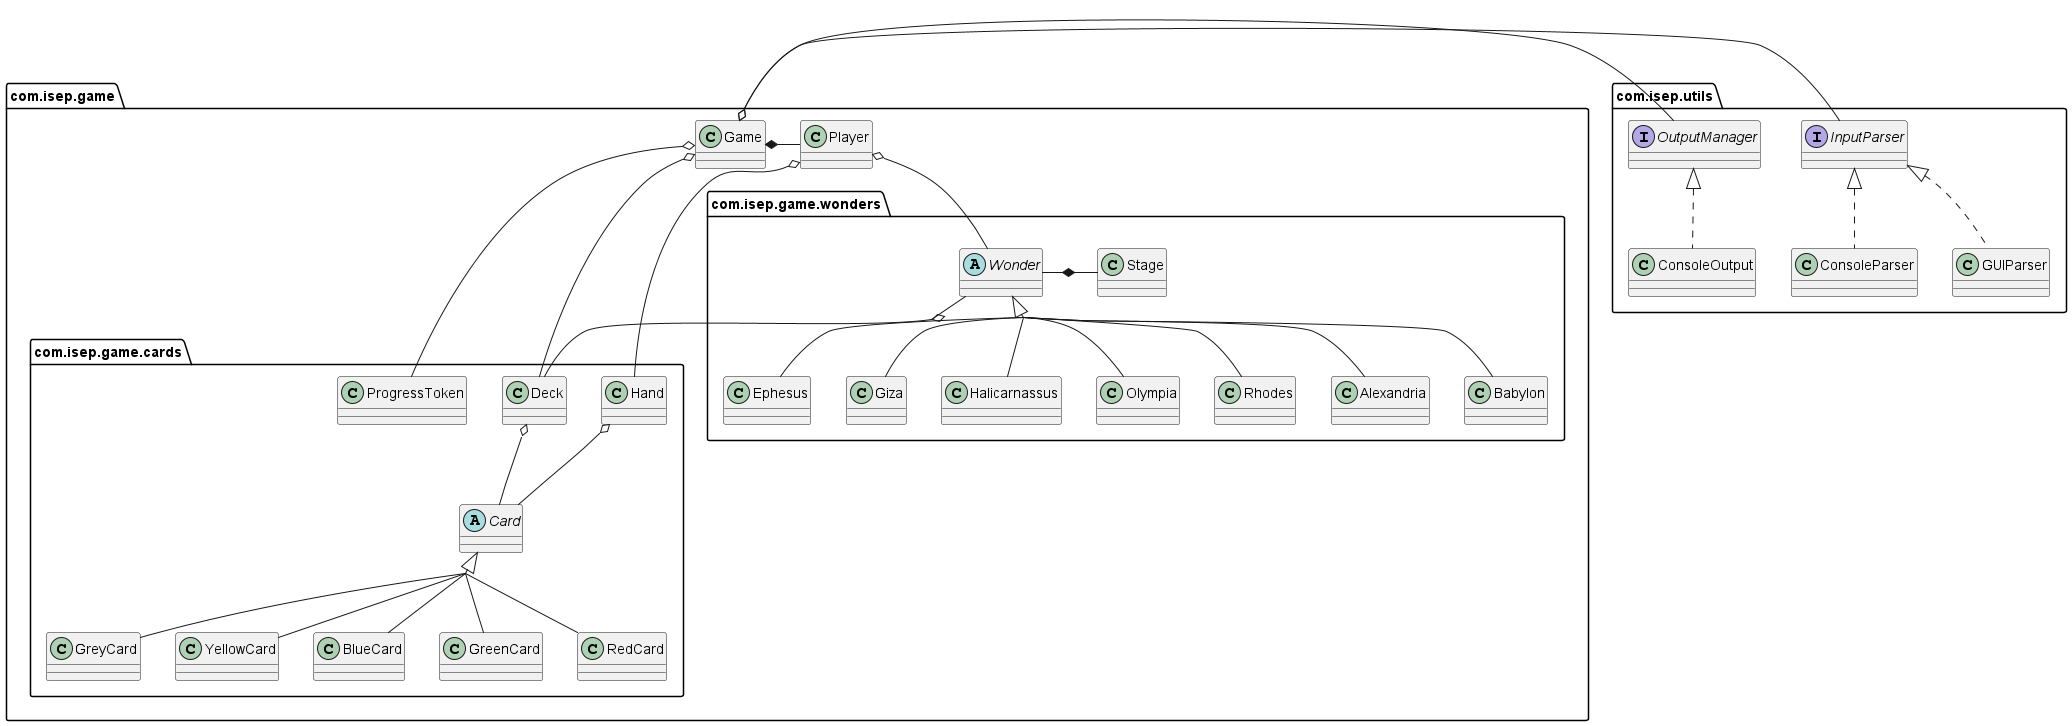 com.isep.game
com.isep.utils
C Game
C Player
I OutputManager
I InputParser
com.isep.game.wonders
A Wonder
C Stage
C ConsoleOutput
C ConsoleParser
C GUIParser
com.isep.game.cards
C ProgressToken
C Deck
C Hand
C Ephesus
C Giza
C Halicarnassus
C Olympia
C Rhodes
C Alexandria
C Babylon
A Card
C GreyCard
C YellowCard
C BlueCard
C GreenCard
C RedCard